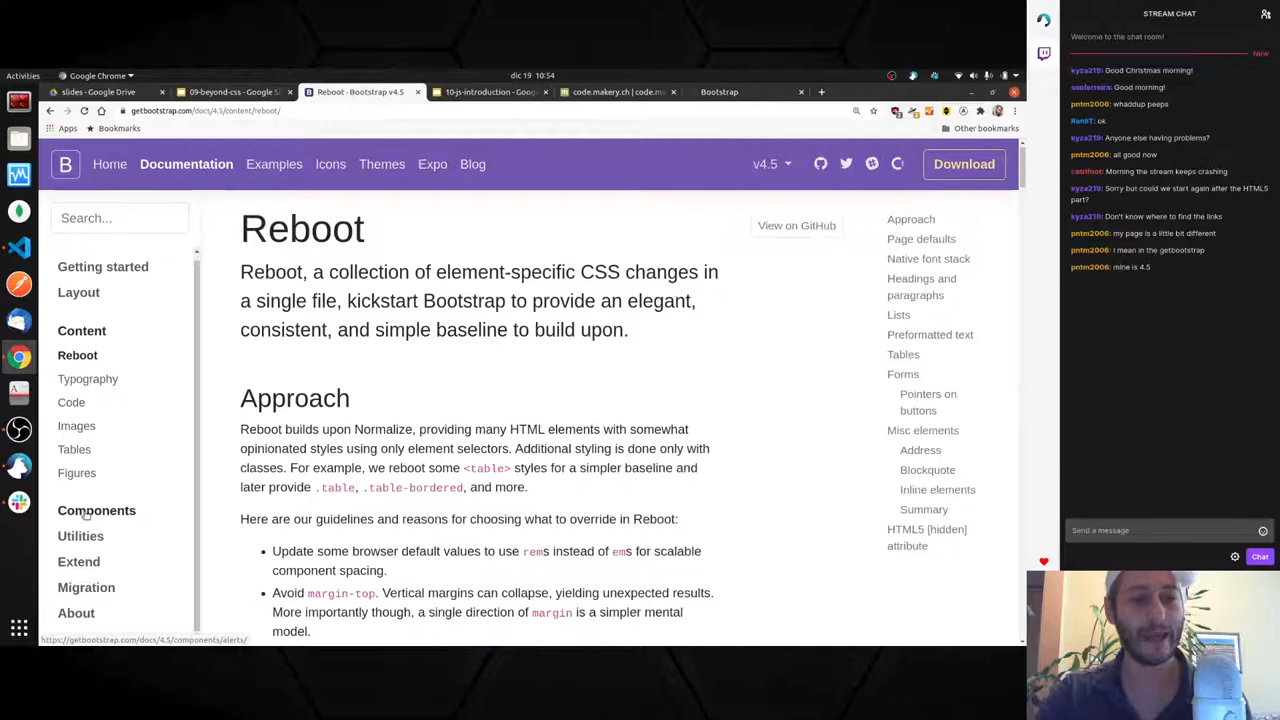 Activities
Google Chrome
dic 19 10:54
slides - Google Drive
09-beyond-css - Google Sl
Reboot - Bootstrap v4.5
10-js-introduction - Goog
code.makery.ch | code.m
Bootstrap
getbootstrap.com/docs/4.5/content/reboot/
Apps
Bookmarks
Other bookmarks
B
Home
Documentation
Examples
Icons
Themes
Expo
Blog
v4.5
Download
Search...
Getting started
Layout
Content
Reboot
Typography
Code
Images
Tables
Figures
Components
Utilities
Extend
Migration
About
https://getbootstrap.com/docs/4.5/components/alerts/
Reboot
View on GitHub
Reboot, a collection of element-specific CSS changes in
a single file, kickstart Bootstrap to provide an elegant,
consistent, and simple baseline to build upon.
Approach
Reboot builds upon Normalize, providing many HTML elements with somewhat
opinionated styles using only element selectors. Additional styling is done only with
classes. For example, we reboot some <table> styles for a simpler baseline and
later provide .table, .table-bordered, and more.
Here are our guidelines and reasons for choosing what to override in Reboot:
Update some browser default values to use rems instead of ems for scalable
component spacing.
Avoid margin-top. Vertical margins can collapse, yielding unexpected results.
More importantly though, a single direction of margin is a simpler mental
model.
Approach
Page defaults
Native font stack
Headings and
paragraphs
Lists
Preformatted text
Tables
Forms
Pointers on
buttons
Misc elements
Address
Blockquote
Inline elements
Summary
HTML5 [hidden]
attribute
STREAM CHAT
Welcome to the chat room!
New
Good Christmas morning!
Good morning!
pntm2006: whaddup peeps
ok
kyza219: Anyone else having problems?
pntm2006: all good now
Morning the stream keeps crashing
kyza219: Sorry but could we start again after the HTML5
part?
kyza219: Don't know where to find the links
pntm2006: my page is a little bit different
pntm2006: I mean in the getbootstrap
pntm2006: mine is 4.5
Send a message
Chat